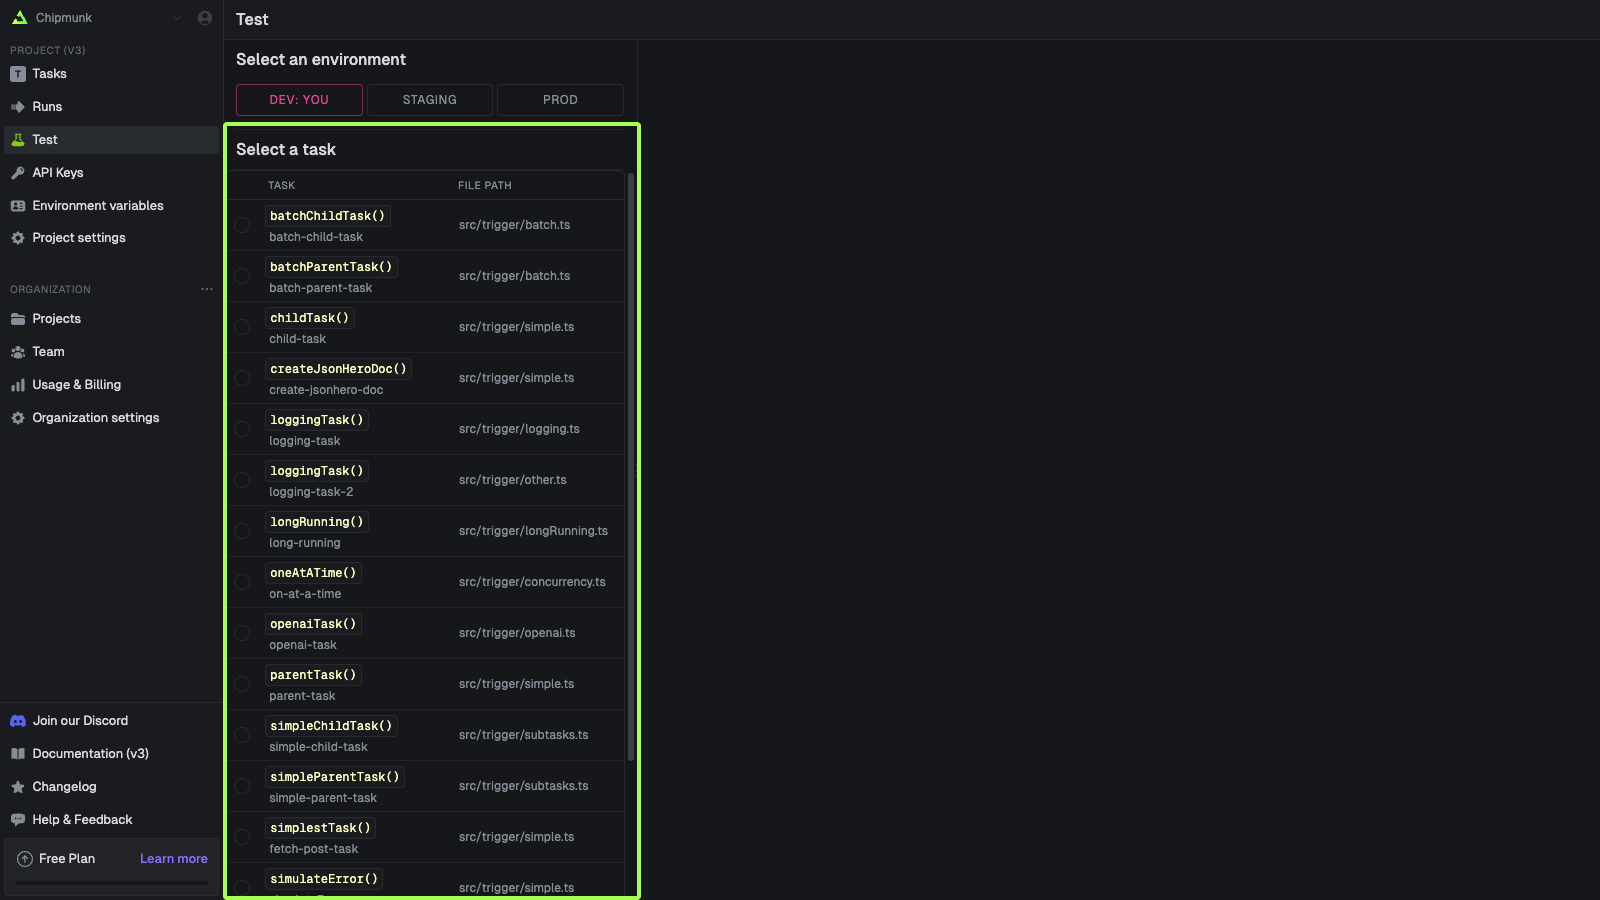 Chipmunk
PROJECT (V3)
Tasks
Runs
Test
API Keys
Environment variables
Project settings
ORGANIZATION
Projects
Team
Usage & Billing
Organization settings
Join our Discord
Documentation (v3)
Changelog
Help & Feedback
Free Plan Learn more
Test
Select an environment
DEV: YOU STAGING PROD
Select a task
TASK FILE PATH
batchChildTask()
batch-child-task
src/trigger/batch.ts
batchParentTask()
batch-parent-task
src/trigger/batch.ts
childTask()
child-task
src/trigger/simple.ts
createJsonHeroDoc()
create-jsonhero-doc
src/trigger/simple.ts
loggingTask()
logging-task
src/trigger/logging.ts
loggingTask()
logging-task-2
src/trigger/other.ts
longRunning()
long-running
src/trigger/longRunning.ts
oneAtATime()
on-at-a-time
src/trigger/concurrency.ts
openaiTask()
openai-task
src/trigger/openai.ts
parentTask()
parent-task
src/trigger/simple.ts
simpleChildTask()
simple-child-task
src/trigger/subtasks.ts
simpleParentTask()
simple-parent-task
src/trigger/subtasks.ts
simplestTask()
fetch-post-task
src/trigger/simple.ts
simulateError()
src/trigger/simple.ts